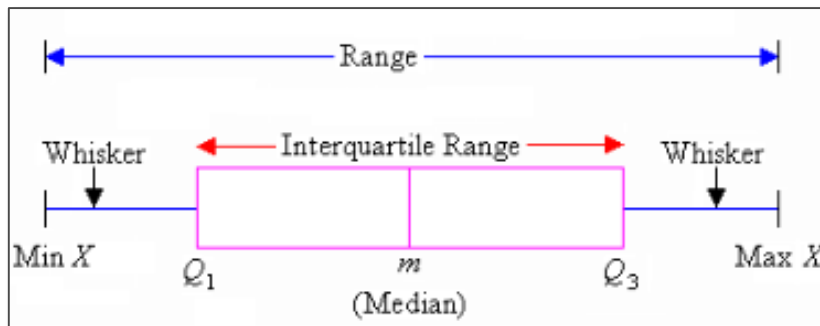 Range
Interquartile Range
Whisker Whisker
Min X Q1 m Q3 Max X
(Median)